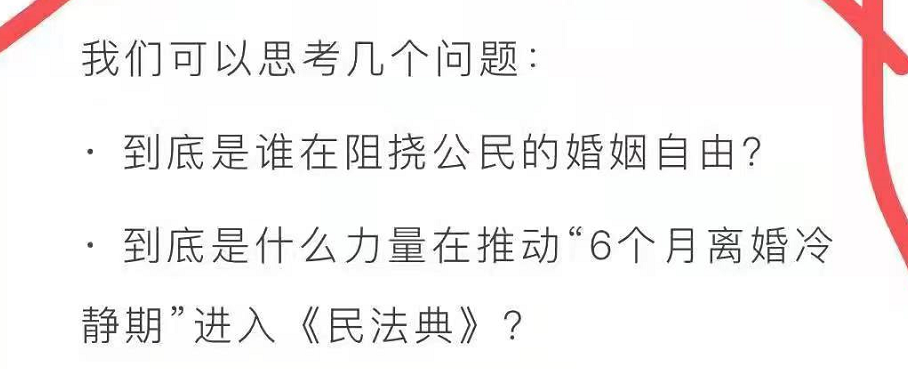 我们可以思考几个问题：
· 到底是谁在阻挠公民的婚姻自由？
· 到底是什么力量在推动“6个月离婚冷
静期”进入《民法典》？